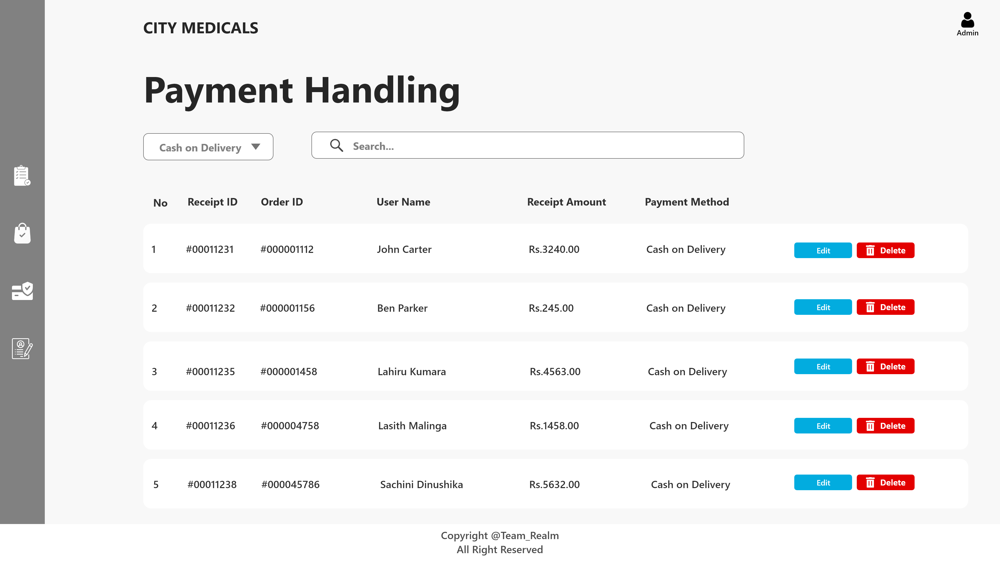 CITY MEDICALS
Admin
Payment Handling
Cash on Delivery
Search...
No Receipt ID Order ID User Name Receipt Amount Payment Method
1 #00011231 #000001112 John Carter Rs.3240.00 Cash on Delivery Edit Delete
2 #00011232 #000001156 Ben Parker Rs.245.00 Cash on Delivery Edit Delete
3 #00011235 #000001458 Lahiru Kumara Rs.4563.00 Cash on Delivery Edit Delete
4 #00011236 #000004758 Lasith Malinga Rs.1458.00 Cash on Delivery Edit Delete
5 #00011238 #000045786 Sachini Dinushika Rs.5632.00 Cash on Delivery Edit Delete
Copyright @Team_Realm
All Right Reserved